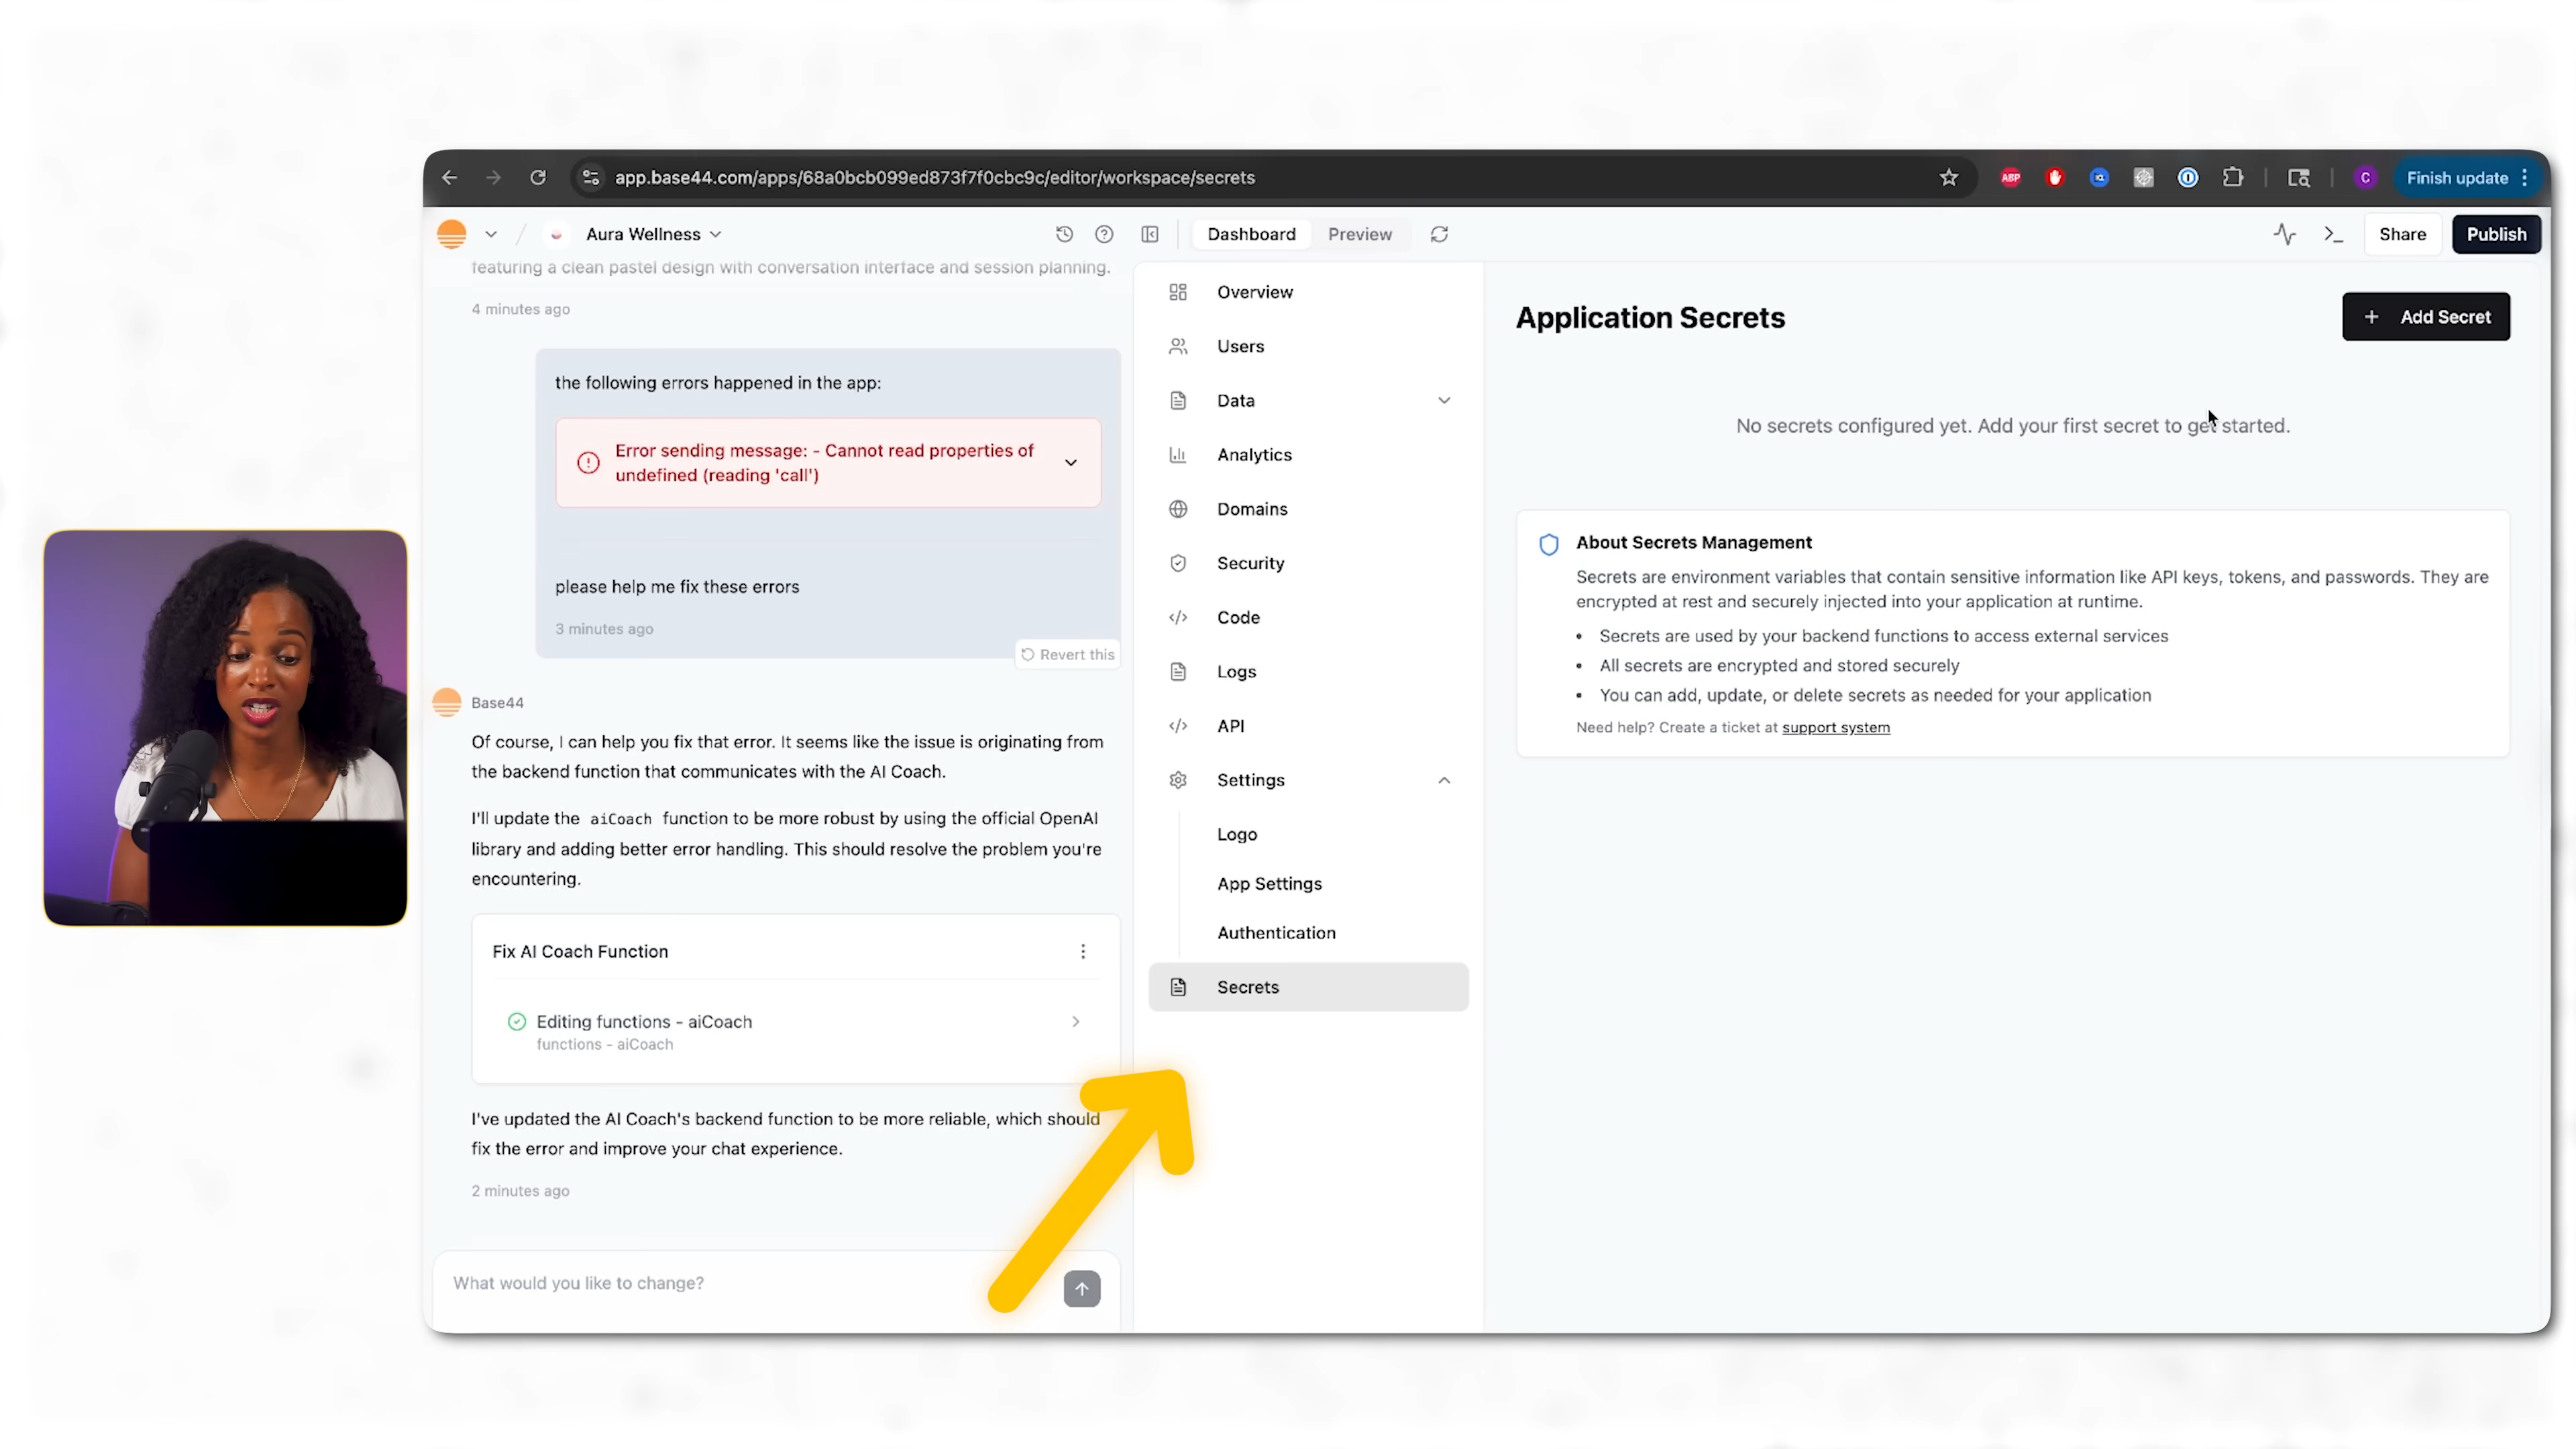 app.base44.com/apps/68a0bcb099ed873f7f0cbc9c/editor/workspace/secrets
ABP
C
Finish update
Aura Wellness
Dashboard
Preview
Share
Publish
featuring a clean pastel design with conversation interface and session planning.
4 minutes ago
the following errors happened in the app:
Error sending message: - Cannot read properties of
undefined (reading 'call')
please help me fix these errors
3 minutes ago
Revert this
Base44
Of course, I can help you fix that error. It seems like the issue is originating from
the backend function that communicates with the AI Coach.
I'll update the aiCoach function to be more robust by using the official OpenAI
library and adding better error handling. This should resolve the problem you're
encountering.
Fix AI Coach Function
Editing functions - aiCoach
functions - aiCoach
I've updated the AI Coach's backend function to be more reliable, which should
fix the error and improve your chat experience.
2 minutes ago
What would you like to change?
Overview
Users
Data
Analytics
Domains
Security
Code
Logs
API
Settings
Logo
App Settings
Authentication
Secrets
Application Secrets
+ Add Secret
No secrets configured yet. Add your first secret to get started.
About Secrets Management
Secrets are environment variables that contain sensitive information like API keys, tokens, and passwords. They are
encrypted at rest and securely injected into your application at runtime.
• Secrets are used by your backend functions to access external services
• All secrets are encrypted and stored securely
• You can add, update, or delete secrets as needed for your application
Need help? Create a ticket at support system